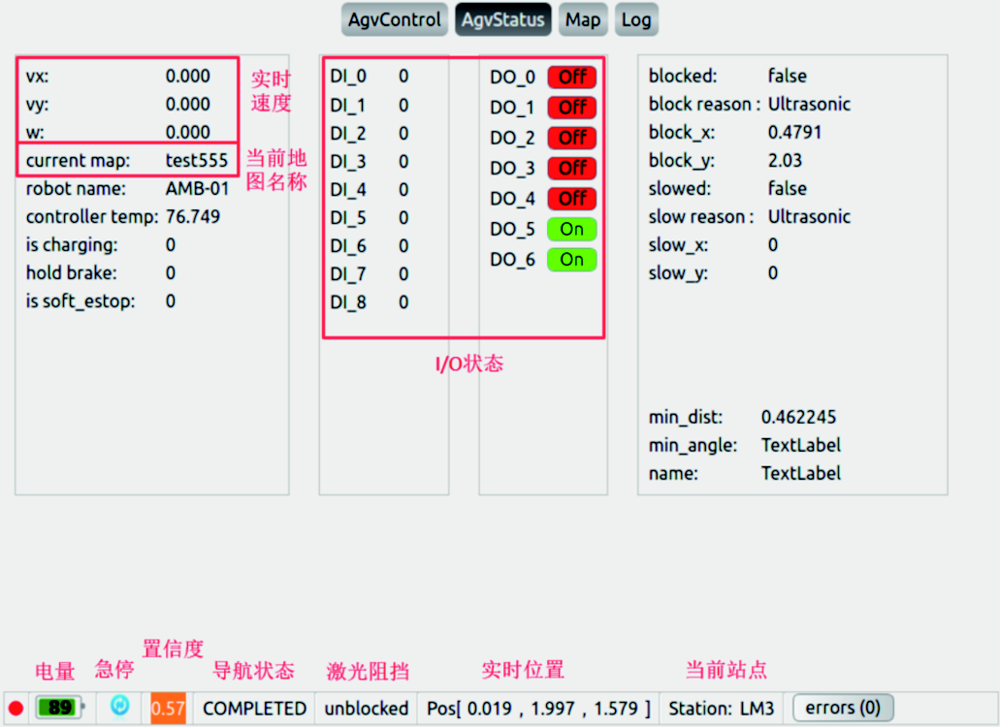 AgvControl AgvStatus Map Log
vx: 0.000
vy: 0.000
w: 0.000
实时
速度
current map: test555
当前地
图名称
robot name: AMB-01
controller temp: 76.749
is charging: 0
hold brake: 0
is soft_estop: 0
DI_0 0
DI_1 0
DI_2 0
DI_3 0
DI_4 0
DI_5 0
DI_6 0
DI_7 0
DI_8 0
DO_0 Off
DO_1 Off
DO_2 Off
DO_3 Off
DO_4 Off
DO_5 On
DO_6 On
I/O状态
blocked: false
block reason : Ultrasonic
block_x: 0.4791
block_y: 2.03
slowed: false
slow reason : Ultrasonic
slow_x: 0
slow_y: 0
min_dist: 0.462245
min_angle: TextLabel
name: TextLabel
电量 急停 置信度 导航状态 激光阻挡 实时位置 当前站点
89 0.57 COMPLETED unblocked Pos[ 0.019 , 1.997 , 1.579 ] Station: LM3 errors (0)